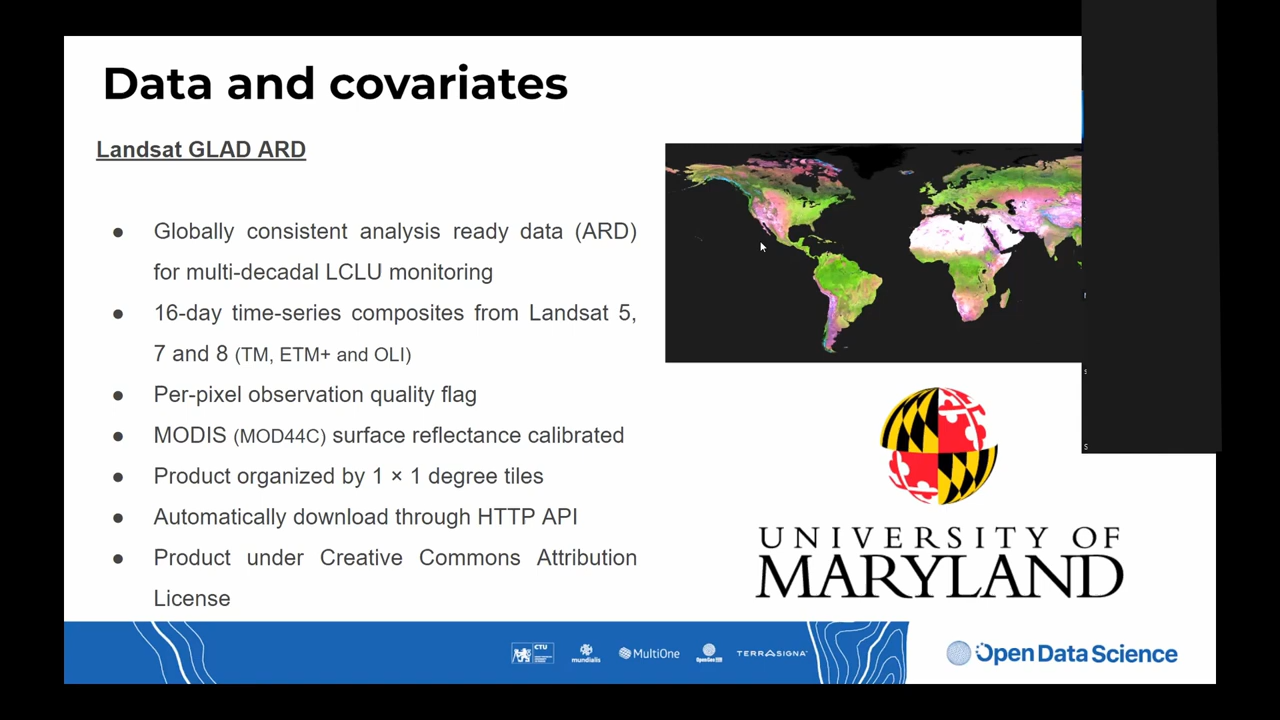 Data and covariates
Landsat GLAD ARD
● Globally consistent analysis ready data (ARD)
for multi-decadal LCLU monitoring
● 16-day time-series composites from Landsat 5,
7 and 8 (TM, ETM+ and OLI)
● Per-pixel observation quality flag
● MODIS (MOD44C) surface reflectance calibrated
● Product organized by 1 × 1 degree tiles
● Automatically download through HTTP API
● Product under Creative Commons Attribution
License
UNIVERSITY OF
MARYLAND
CTU
mundialis
MultiOne
TERRASIGNA
Open Data Science